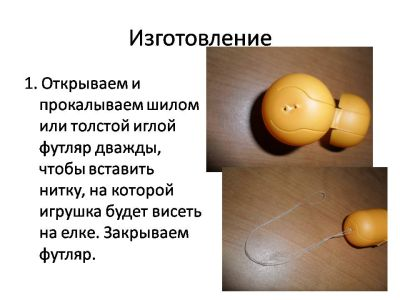 Изготовление
1. Открываем и
прокалываем шилом
или толстой иглой
футляр дважды,
чтобы вставить
нитку, на которой
игрушка будет висеть
на елке. Закрываем
футляр.